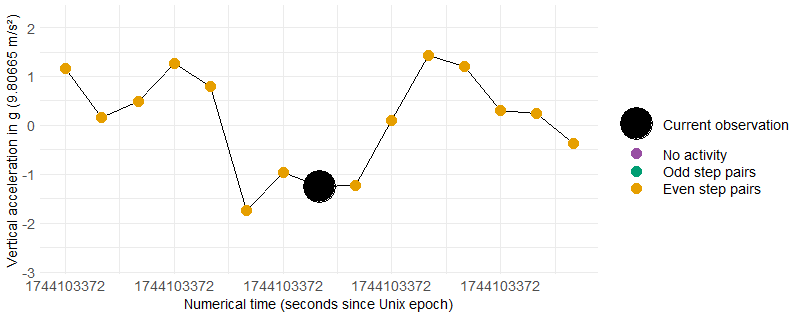 Vertical acceleration in g (9.80665 m/s²)
2
1
0
-1
-2
-3
1744103372 1744103372 1744103372 1744103372 1744103372
Numerical time (seconds since Unix epoch)
Current observation
No activity
Odd step pairs
Even step pairs